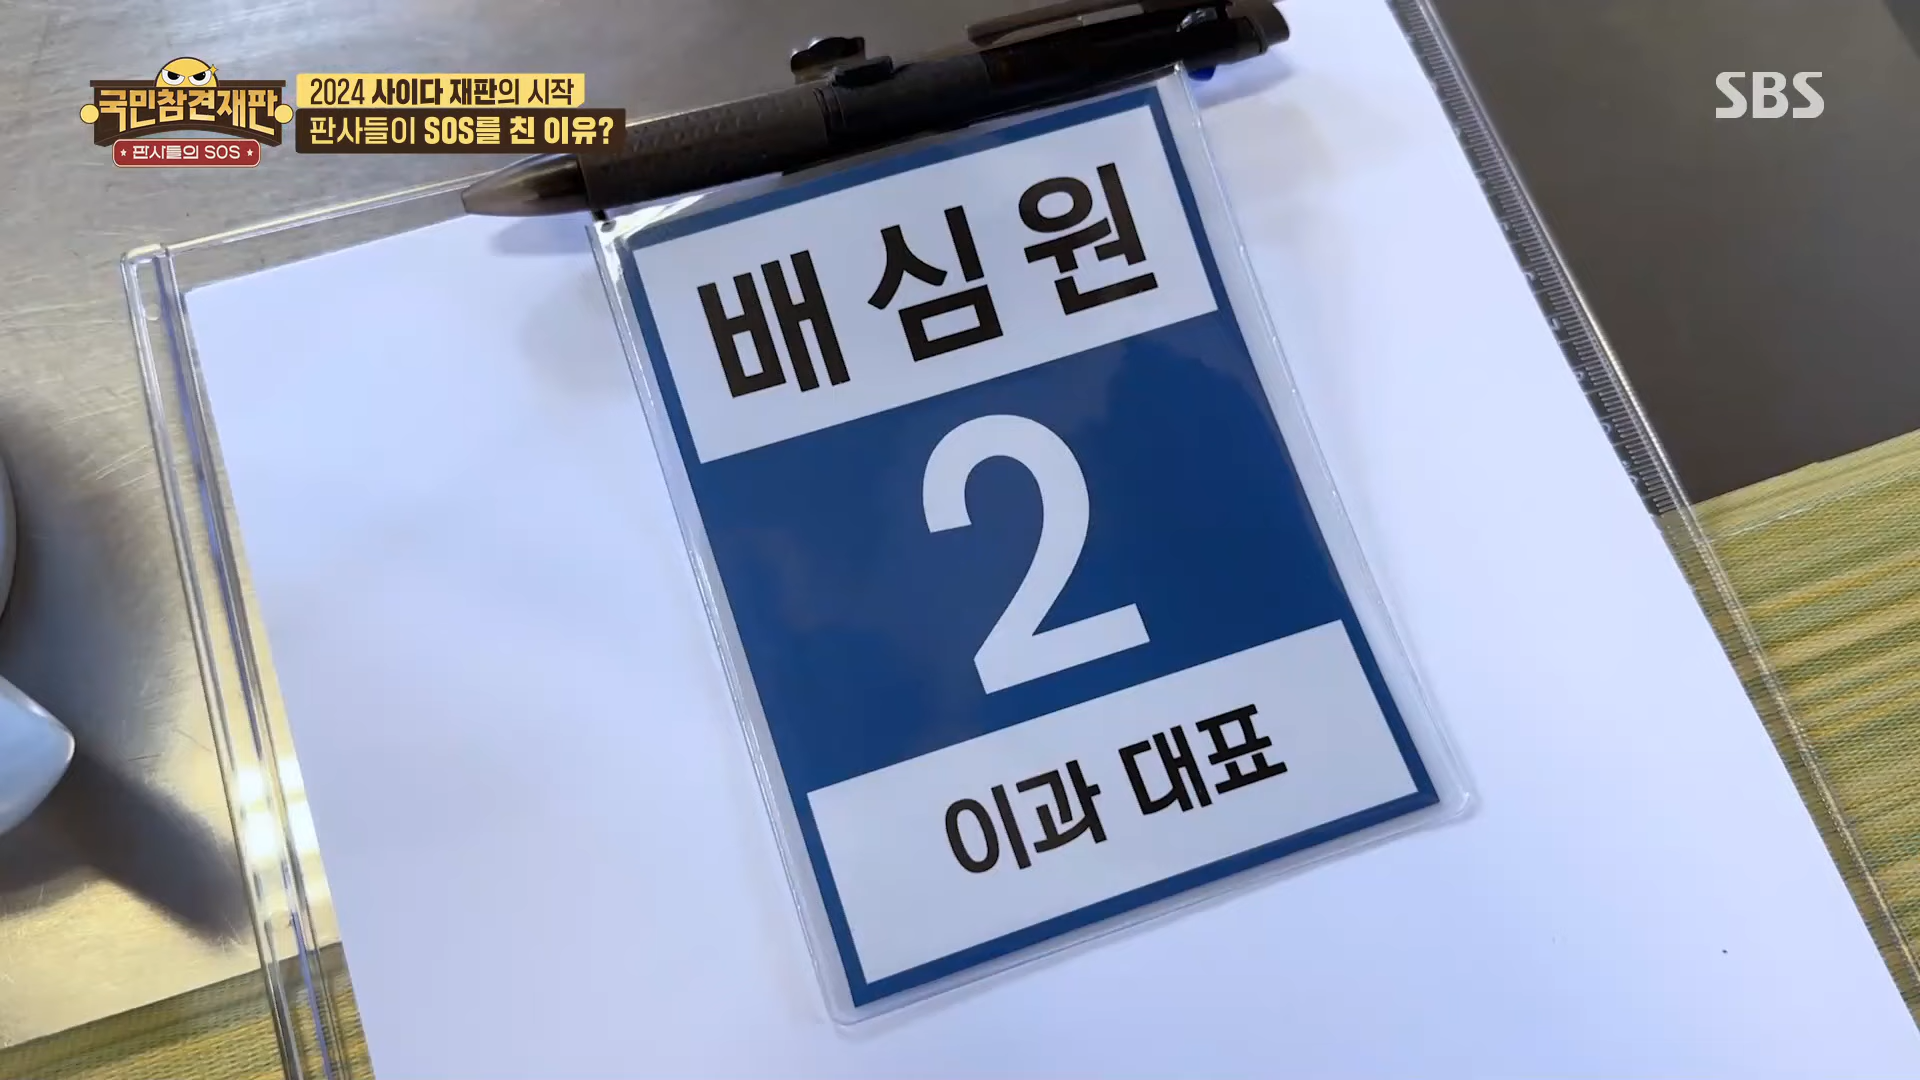 국민참견재판
판사들의 SOS
2024 사이다 재판의 시작
판사들이 SOS를 친 이유?
SBS
배심원
2
이과 대표